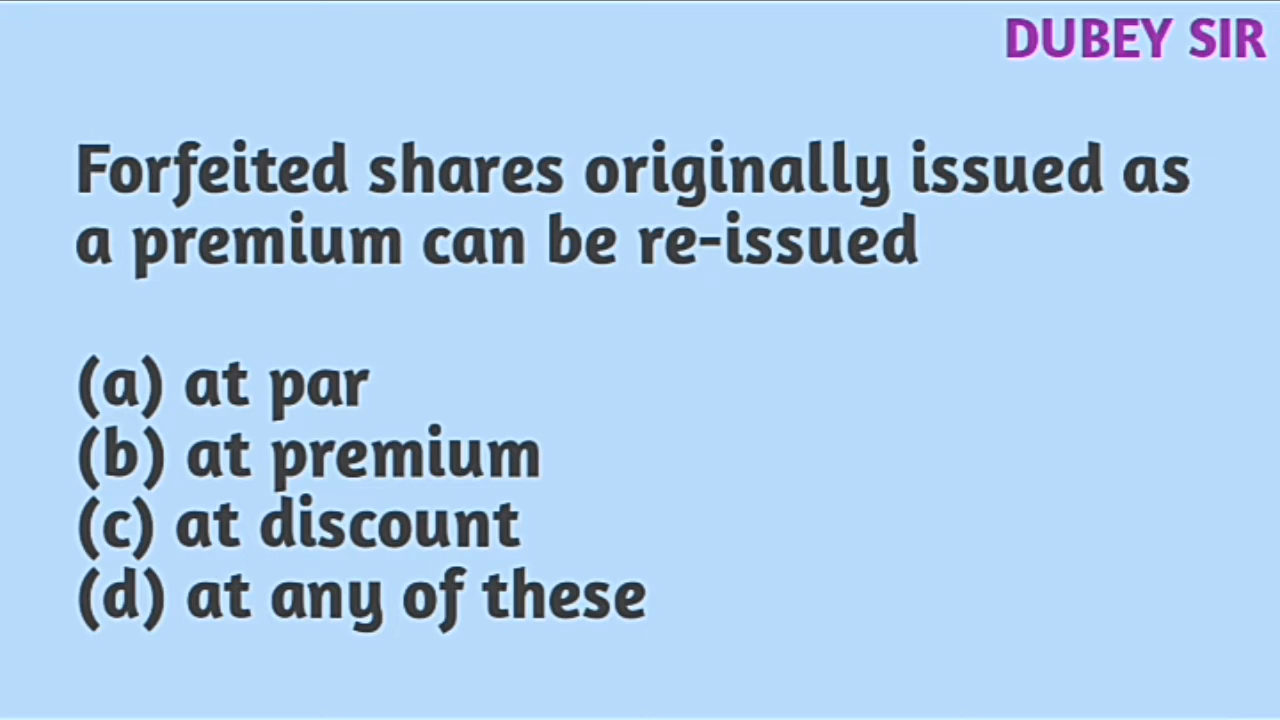 DUBEY SIR
Forfeited shares originally issued as
a premium can be re-issued
(a) at par
(b) at premium
(c) at discount
(d) at any of these